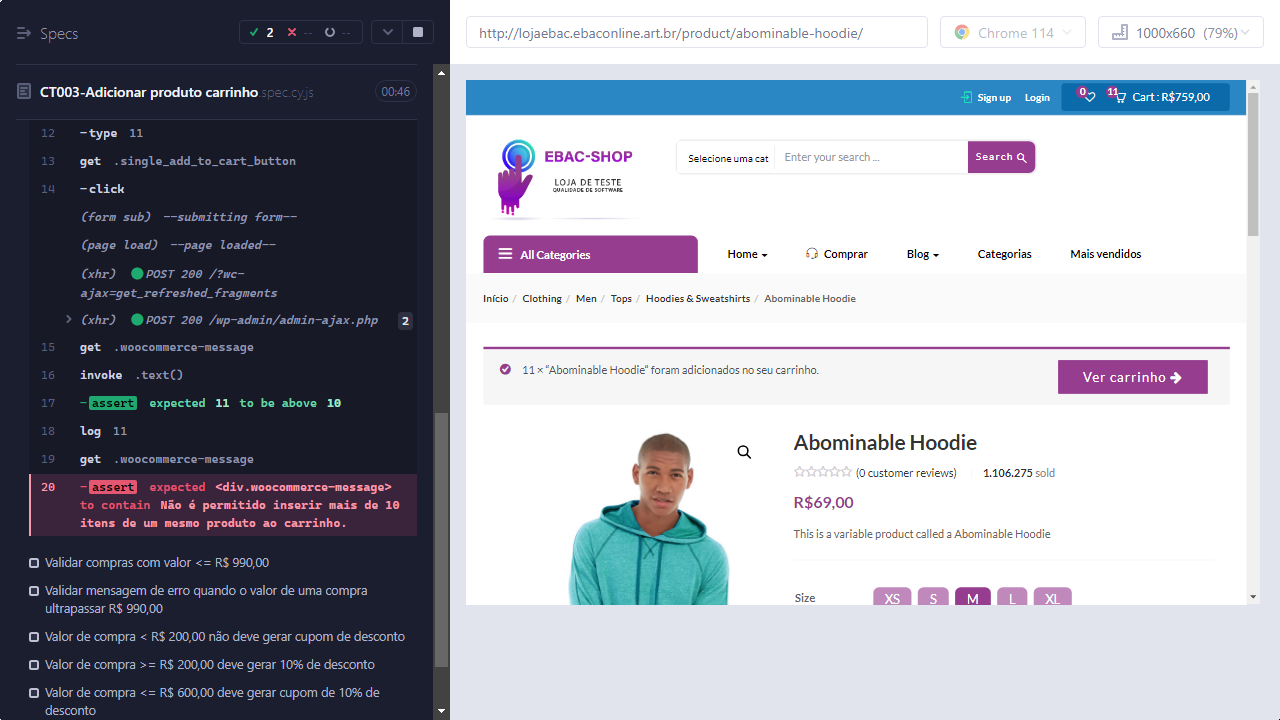 Specs
2
--
--
CT003-Adicionar produto carrinho.spec.cy.js
00:46
12 -type 11
13 get .single_add_to_cart_button
14 -click
(form sub) --submitting form--
(page load) --page loaded--
(xhr) POST 200 /?wc-
ajax=get_refreshed_fragments
(xhr) POST 200 /wp-admin/admin-ajax.php 2
15 get .woocommerce-message
16 invoke .text()
17 -assert expected 11 to be above 10
18 log 11
19 get .woocommerce-message
20 -assert expected <div.woocommerce-message>
to contain Não é permitido inserir mais de 10
itens de um mesmo produto ao carrinho.
Validar compras com valor <= R$ 990,00
Validar mensagem de erro quando o valor de uma compra
ultrapassar R$ 990,00
Valor de compra < R$ 200,00 não deve gerar cupom de desconto
Valor de compra >= R$ 200,00 deve gerar 10% de desconto
Valor de compra <= R$ 600,00 deve gerar cupom de 10% de
desconto
http://lojaebac.ebaconline.art.br/product/abominable-hoodie/
Chrome 114
1000x660 (79%)
Sign up Login 0 11 Cart : R$759,00
EBAC-SHOP
LOJA DE TESTE
QUALIDADE DE SOFTWARE
Selecione uma cat Enter your search ... Search
All Categories Home Comprar Blog Categorias Mais vendidos
Início / Clothing / Men / Tops / Hoodies & Sweatshirts / Abominable Hoodie
11 × “Abominable Hoodie” foram adicionados no seu carrinho. Ver carrinho
Abominable Hoodie
(0 customer reviews) 1.106.275 sold
R$69,00
This is a variable product called a Abominable Hoodie
Size XS S M L XL